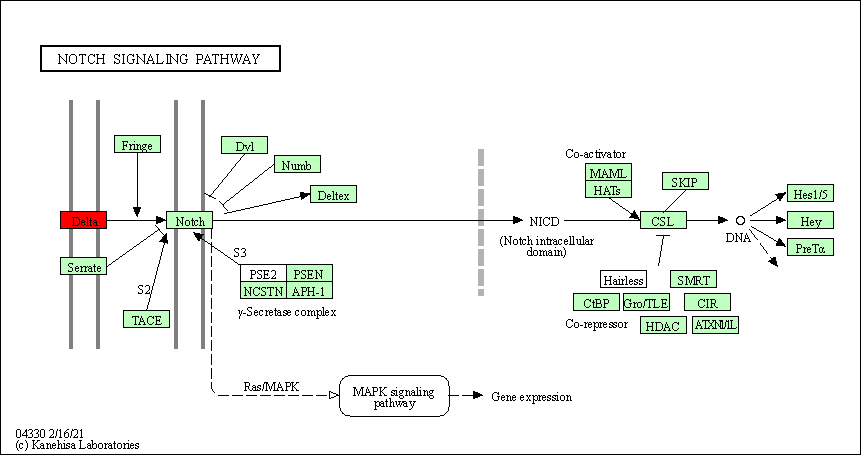 NOTCH SIGNALING PATHWAY
Fringe
Dvl
Numb
Deltex
Delta
Notch
Serrate
S2
TACE
S3
PSE2 PSEN
NCSTN APH-1
γ-Secretase complex
NICD
(Notch intracellular
domain)
Co-activator
MAML
HATs
SKIP
CSL
DNA
Hes1/5
Hey
PreTα
Hairless
SMRT
CtBP
Gro/TLE
CIR
Co-repressor
HDAC
ATXN1/1L
Ras/MAPK
MAPK signaling
pathway
Gene expression
04330 2/16/21
(c) Kanehisa Laboratories